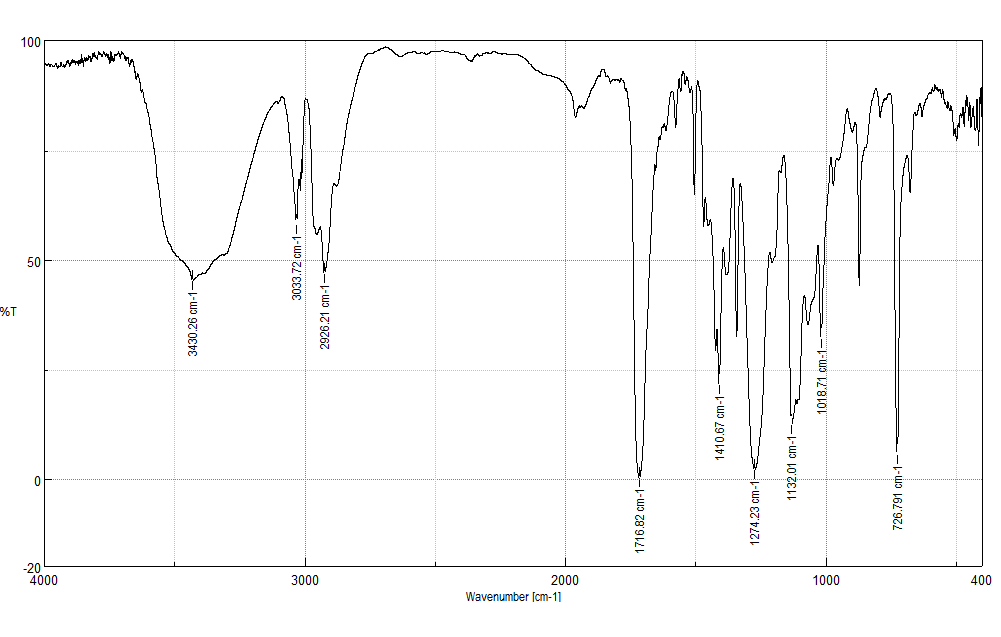 100
50
0
-20
%T
3430.26 cm-1
3033.72 cm-1
2926.21 cm-1
1716.82 cm-1
1410.67 cm-1
1274.23 cm-1
1132.01 cm-1
1018.71 cm-1
726.791 cm-1
4000 3000 2000 1000 400
Wavenumber [cm-1]